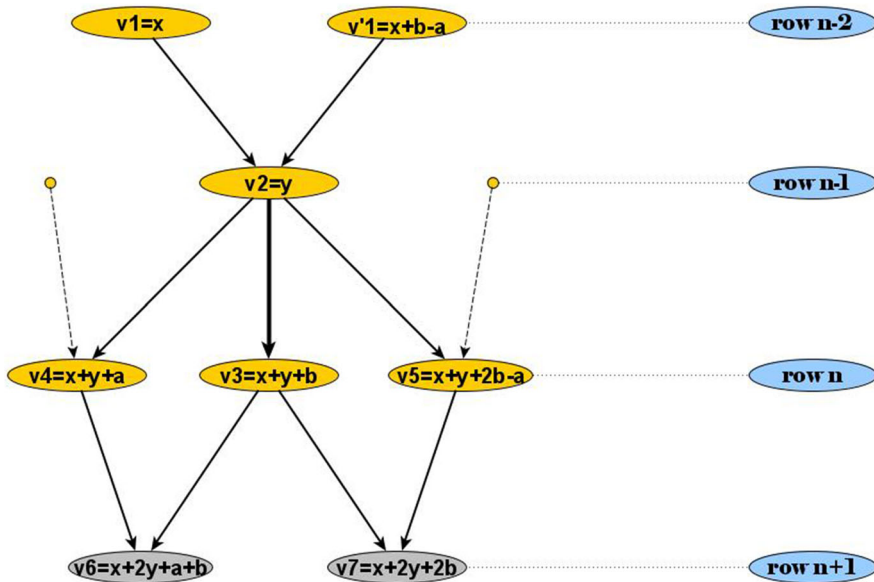 v1=x v'1=x+b-a row n-2
v2=y row n-1
v4=x+y+a v3=x+y+b v5=x+y+2b-a row n
v6=x+2y+a+b v7=x+2y+2b row n+1